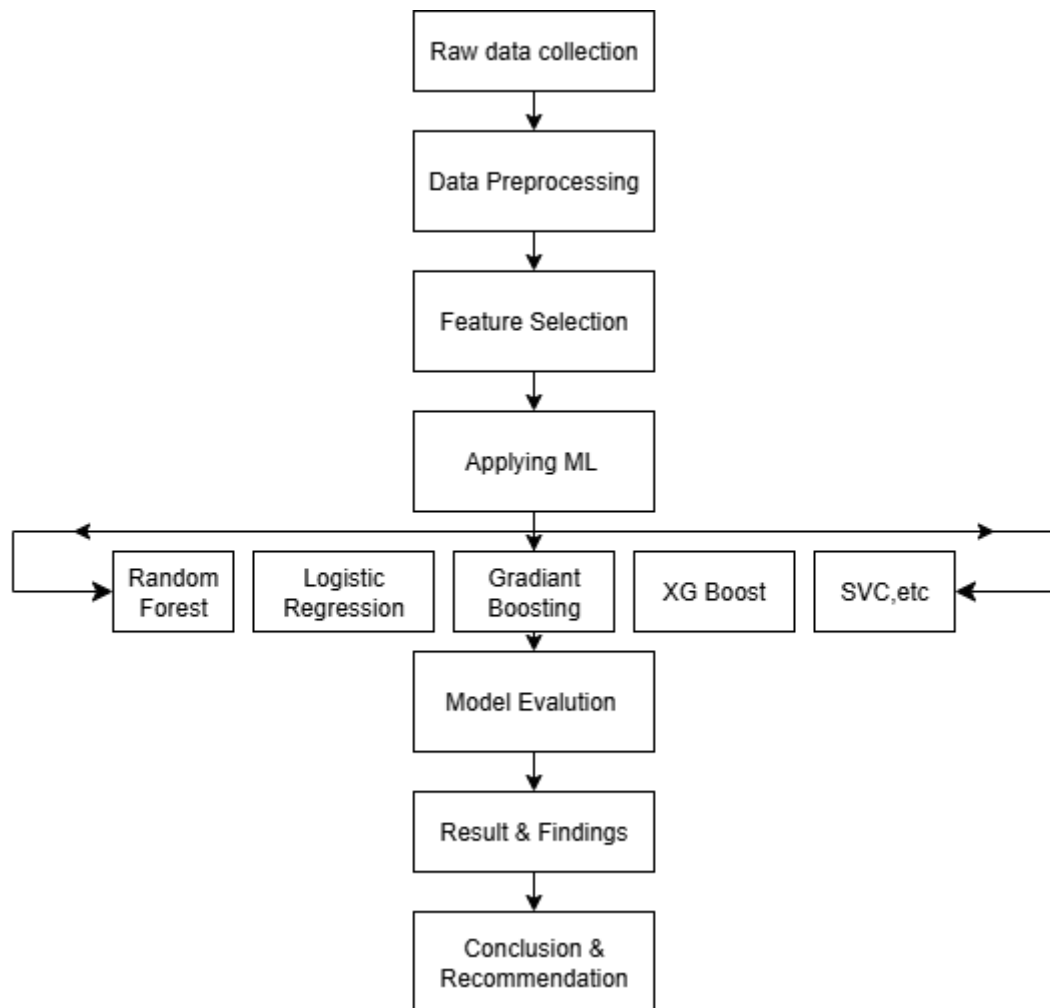 Raw data collection
Data Preprocessing
Feature Selection
Applying ML
Random
Forest
Logistic
Regression
Gradiant
Boosting
XG Boost
SVC,etc
Model Evalution
Result & Findings
Conclusion &
Recommendation